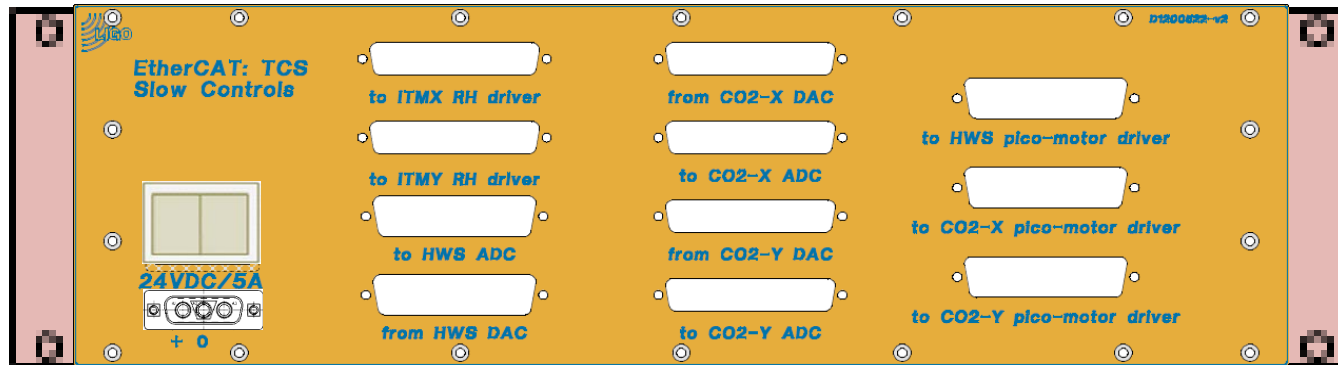 LIGO
D1200622-v2
EtherCAT: TCS
Slow Controls
to ITMX RH driver
from CO2-X DAC
to HWS pico-motor driver
to ITMY RH driver
to CO2-X ADC
to CO2-X pico-motor driver
to HWS ADC
from CO2-Y DAC
24VDC/5A
to CO2-Y pico-motor driver
from HWS DAC
to CO2-Y ADC
+ 0